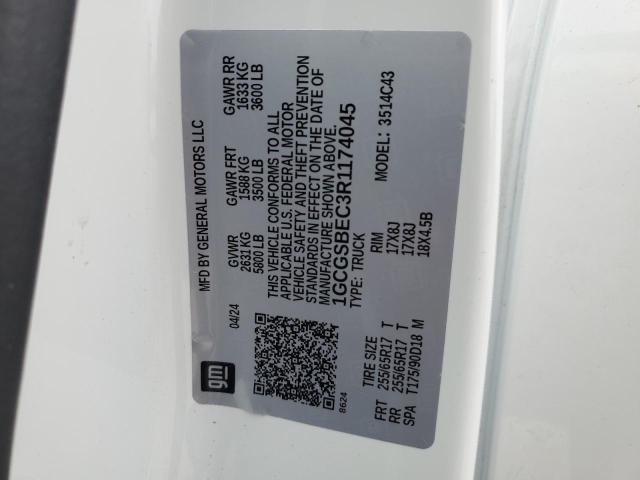 MFD BY GENERAL MOTORS LLC
04/24
GVWR GAWR FRT GAWR RR
2631 KG 1588 KG 1633 KG
5800 LB 3500 LB 3600 LB
THIS VEHICLE CONFORMS TO ALL
APPLICABLE U.S. FEDERAL MOTOR
VEHICLE SAFETY AND THEFT PREVENTION
STANDARDS IN EFFECT ON THE DATE OF
MANUFACTURE SHOWN ABOVE.
1GCGSBEC3R1174045
TYPE: TRUCK MODEL: 3514C43
gm
8624
TIRE SIZE RIM
FRT 255/65R17 T 17X8J
RR 255/65R17 T 17X8J
SPA T175/90D18 M 18X4.5B